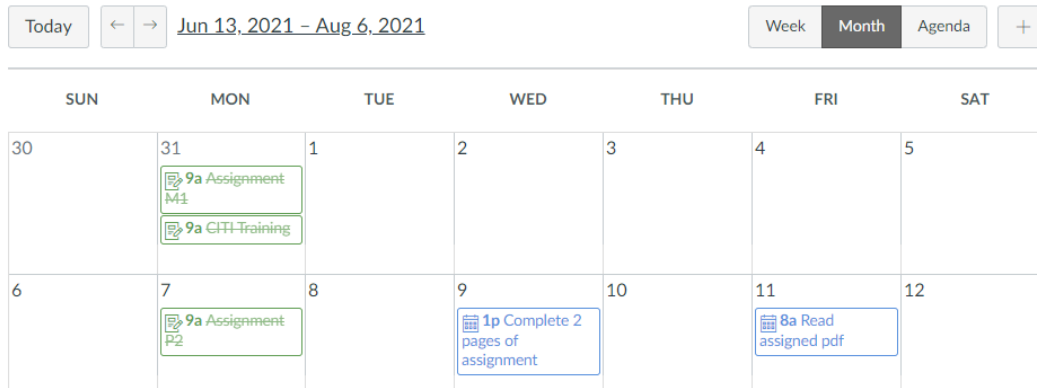 Today ← → Jun 13, 2021 – Aug 6, 2021 Week Month Agenda +
SUN MON TUE WED THU FRI SAT
30 31 1 2 3 4 5
9a Assignment
M1
9a CITI Training
6 7 8 9 10 11 12
9a Assignment
P2
1p Complete 2
pages of
assignment
8a Read
assigned pdf